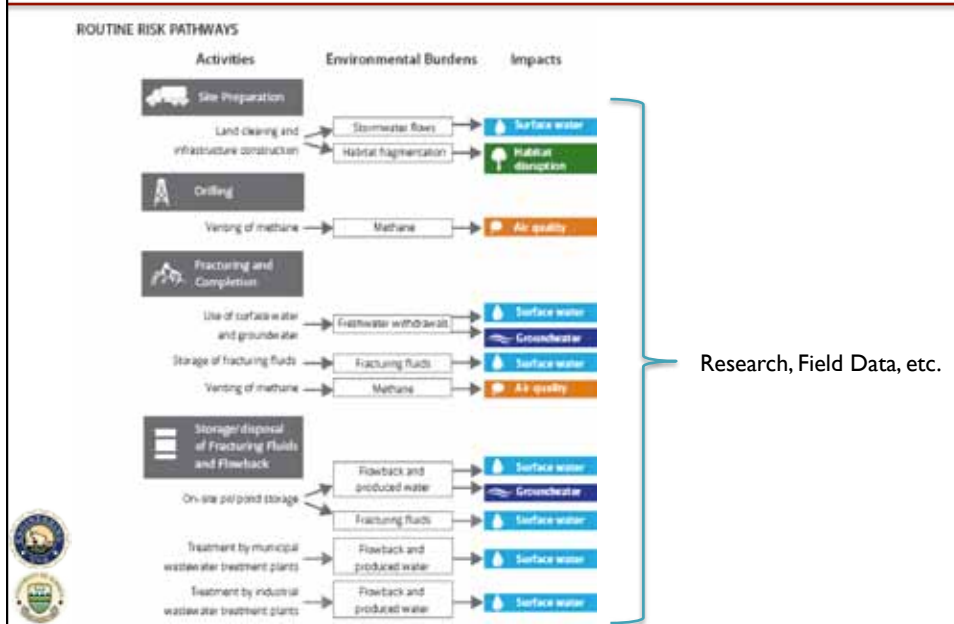 ROUTINE RISK PATHWAYS
Activities Environmental Burdens Impacts
Site Preparation
Land clearing and
infrastructure construction
Stormwater flows
Surface water
Habitat fragmentation
Habitat
disruption
Drilling
Venting of methane
Methane
Air quality
Fracturing and
Completion
Use of surface water
and groundwater
Freshwater withdrawals
Surface water
Groundwater
Storage of fracturing fluids
Fracturing fluids
Surface water
Venting of methane
Methane
Air quality
Storage/disposal
of Fracturing Fluids
and Flowback
On-site pit/pond storage
Flowback and
produced water
Surface water
Groundwater
Fracturing fluids
Surface water
Treatment by municipal
wastewater treatment plants
Flowback and
produced water
Surface water
Treatment by industrial
wastewater treatment plants
Flowback and
produced water
Surface water
Research, Field Data, etc.